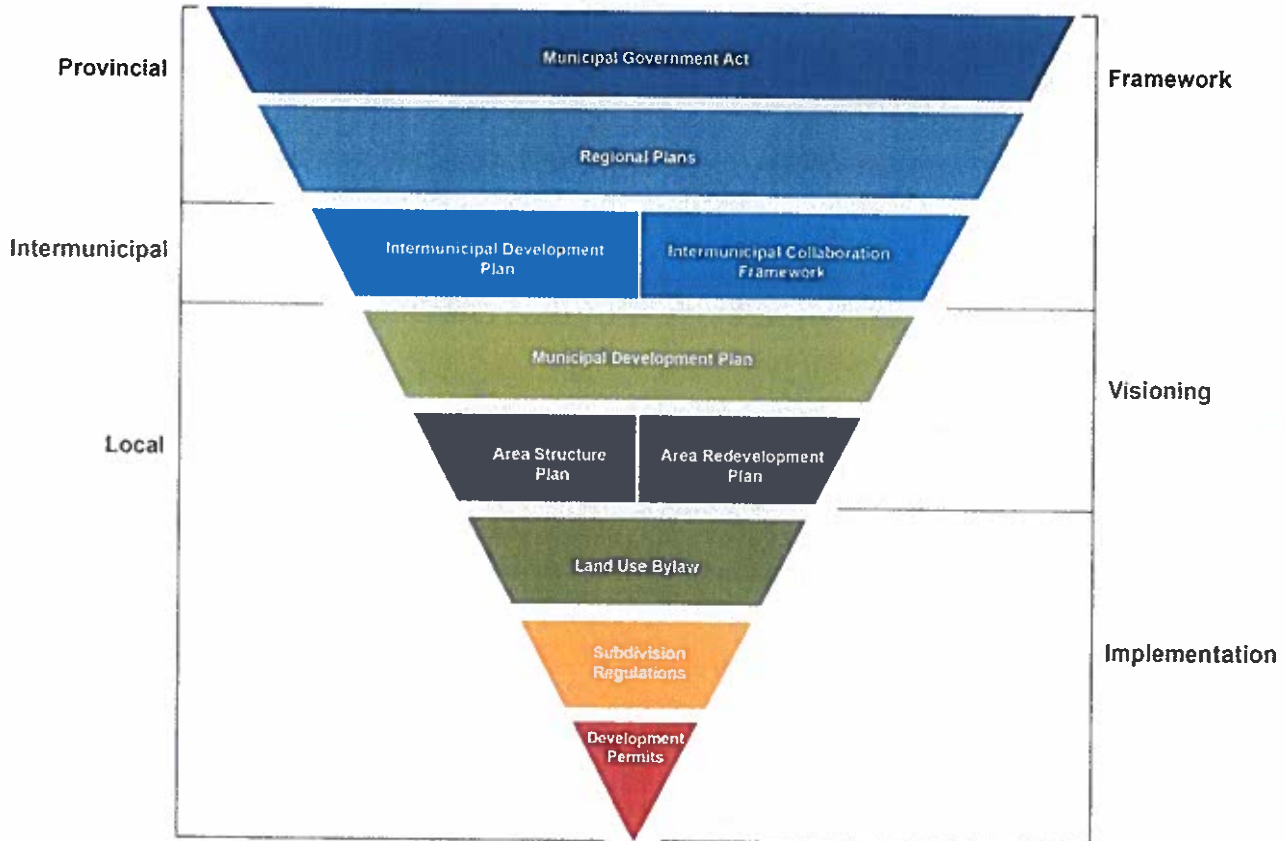 Municipal Government Act
Provincial
Framework
Regional Plans
Intermunicipal
Intermunicipal Development
Plan
Intermunicipal Collaboration
Framework
Municipal Development Plan
Visioning
Local
Area Structure
Plan
Area Redevelopment
Plan
Land Use Bylaw
Subdivision
Regulations
Implementation
Development
Permits